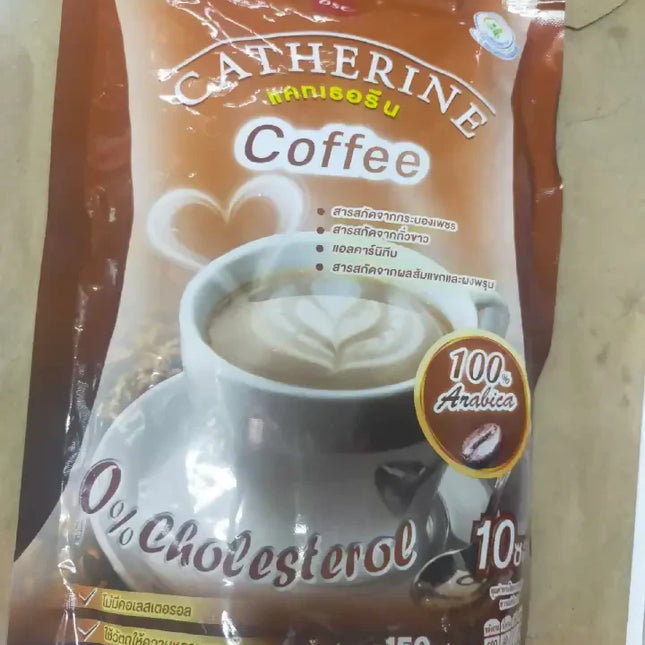 DSC
CATHERINE
แคทเธอรีน
Coffee
สารสกัดจากกระบองเพชร
สารสกัดจากถั่วขาว
แอลคาร์นิทีน
สารสกัดจากผลส้มแขกและผงพรุน
100%
Arabica
0% Cholesterol
10
ไม่มีคอเลสเตอรอล
150